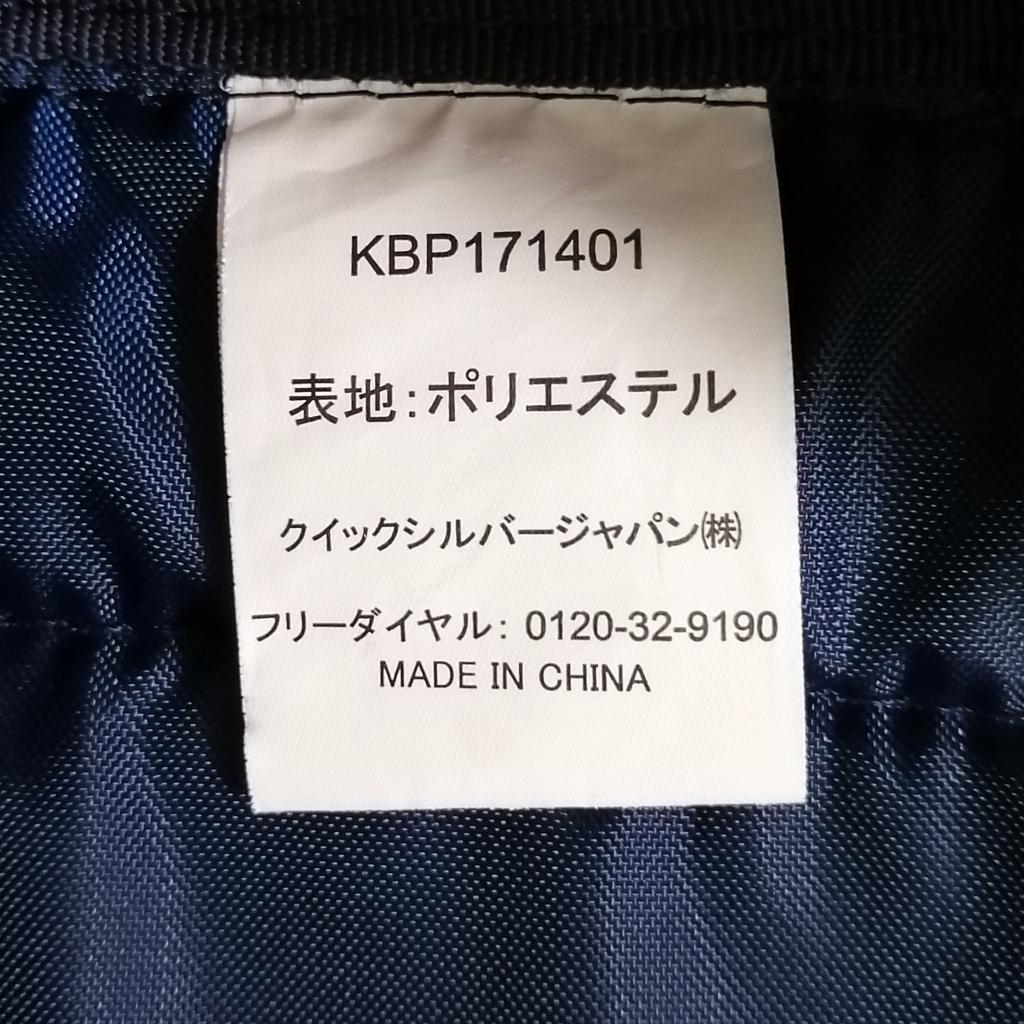 KBP171401
表地:ポリエステル
クイックシルバージャパン㈱
フリーダイヤル: 0120-32-9190
MADE IN CHINA